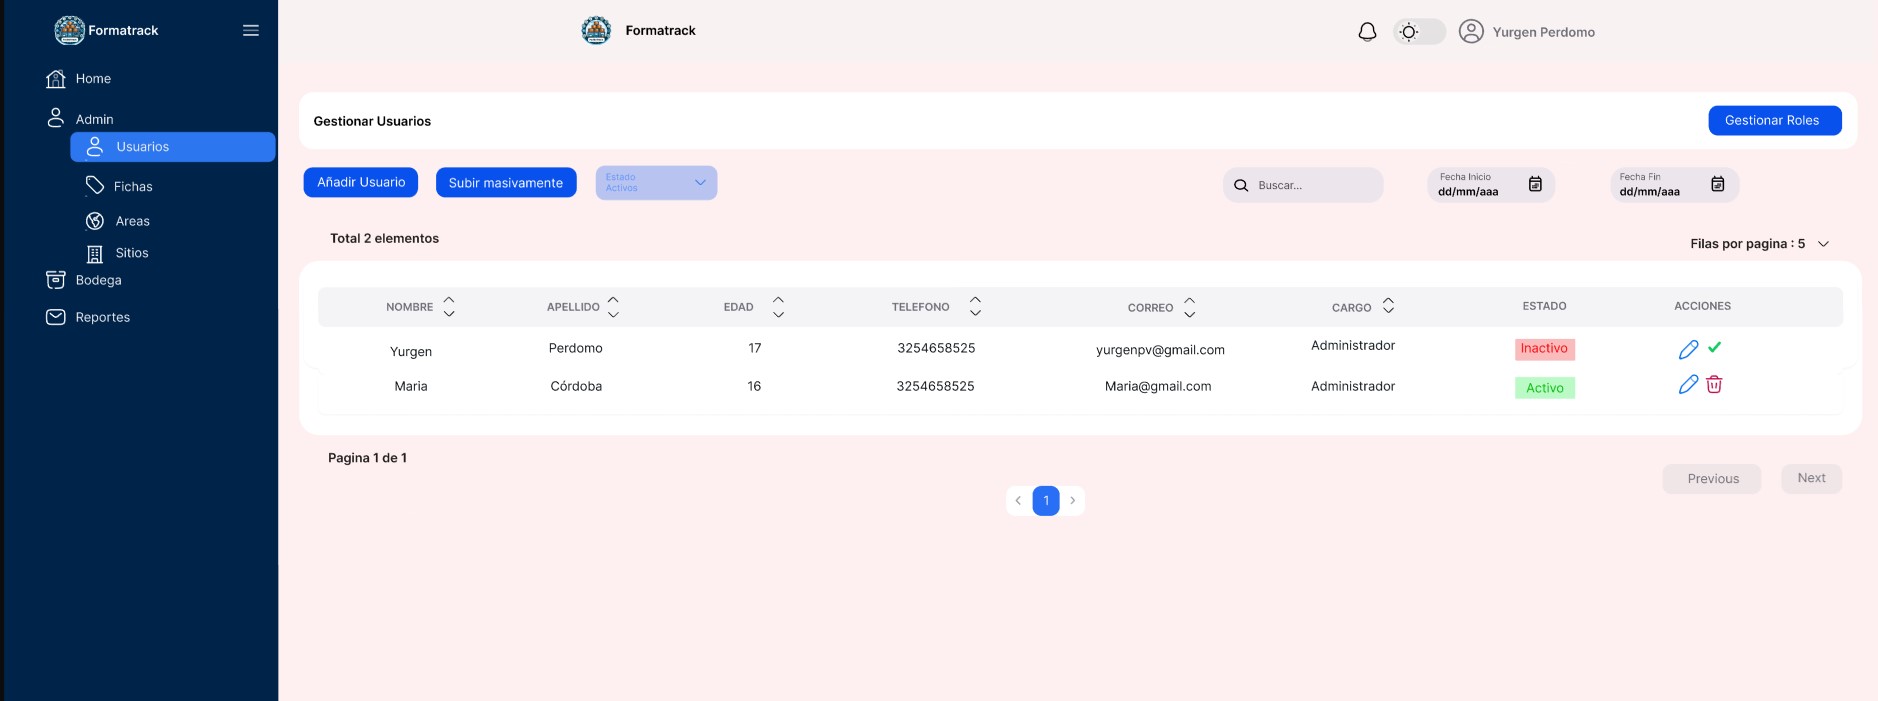 Formatrack
Home
Admin
Usuarios
Fichas
Areas
Sitios
Bodega
Reportes
Formatrack
Yurgen Perdomo
Gestionar Usuarios
Gestionar Roles
Añadir Usuario
Subir masivamente
Estado
Activos
Buscar...
Fecha Inicio
dd/mm/aaa
Fecha Fin
dd/mm/aaa
Total 2 elementos
Filas por pagina : 5
NOMBRE APELLIDO EDAD TELEFONO CORREO CARGO ESTADO ACCIONES
Yurgen Perdomo 17 3254658525 yurgenpv@gmail.com Administrador Inactivo
Maria Córdoba 16 3254658525 Maria@gmail.com Administrador Activo
Pagina 1 de 1
1
Previous Next